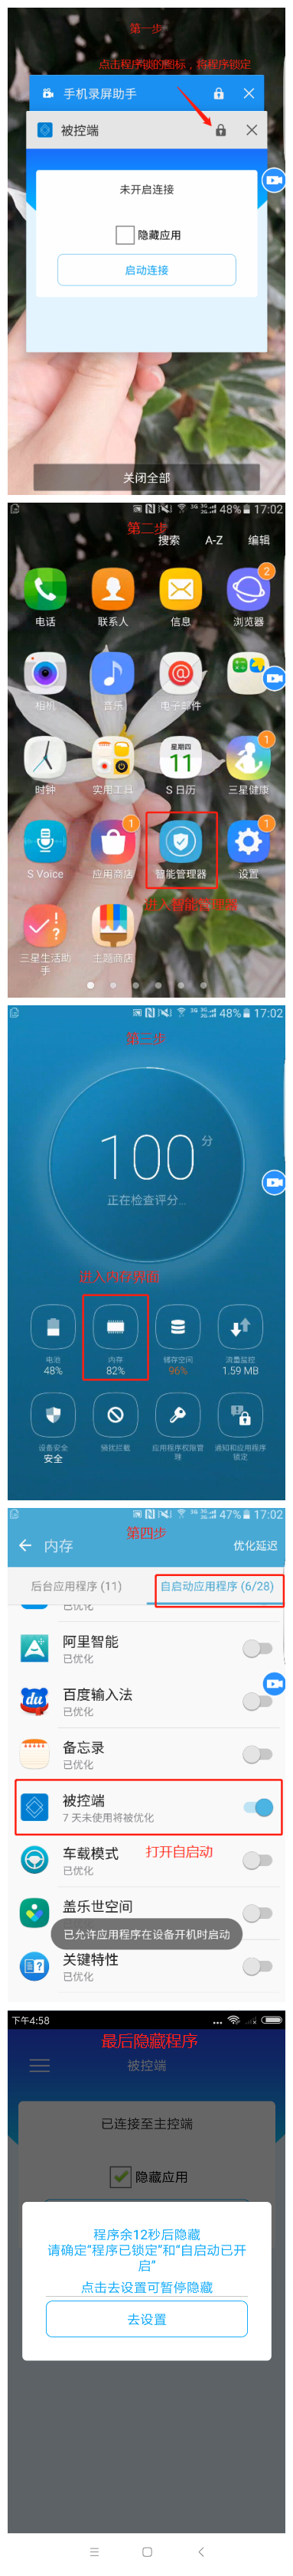 第一步
点击程序锁的图标，将程序锁定
手机录屏助手
被控端
未开启连接
隐藏应用
启动连接
关闭全部
48% 17:02
第二步
搜索 A-Z 编辑
2
电话 联系人 信息 浏览器
相机 音乐 电子邮件
星期四
11
1
时钟 实用工具 S 日历 三星健康
1 1
S Voice 应用商店 智能管理器 设置
进入智能管理器
三星生活助手 主题商店
48% 17:02
第三步
100 分
正在检查评分...
进入内存界面
电池 内存 储存空间 流量监控
48% 82% 96% 1.59 MB
设备安全 骚扰拦截 应用程序权限管理 通知和应用程序锁定
安全
47% 17:02
第四步
内存 优化延迟
后台应用程序 (11) 自启动应用程序 (6/28)
已优化
阿里智能
已优化
du
百度输入法
已优化
备忘录
已优化
被控端
7 天未使用将被优化
车载模式 打开自启动
已优化
盖乐世空间
已允许应用程序在设备开机时启动
关键特性
已优化
下午4:58
最后隐藏程序
被控端
已连接至主控端
隐藏应用
程序余12秒后隐藏
请确定“程序已锁定”和“自启动已开
启”
点击去设置可暂停隐藏
去设置